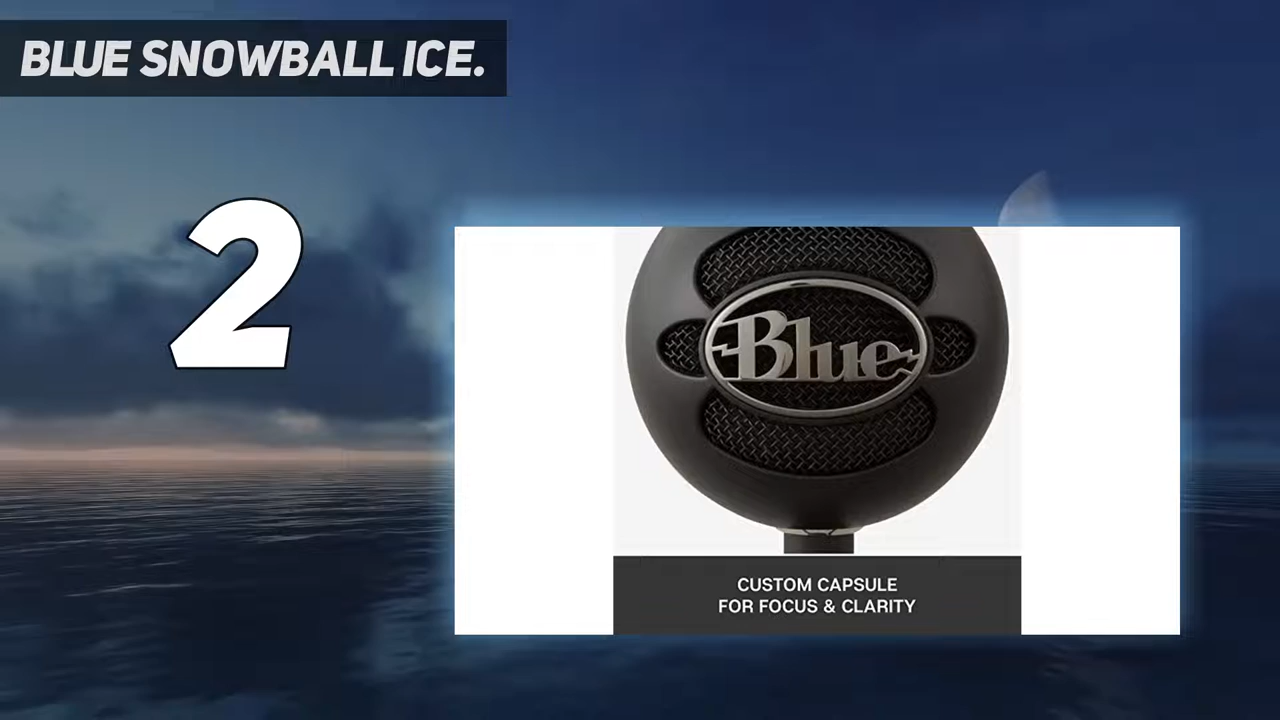 BLUE SNOWBALL ICE.
2
Blue
CUSTOM CAPSULE
FOR FOCUS & CLARITY